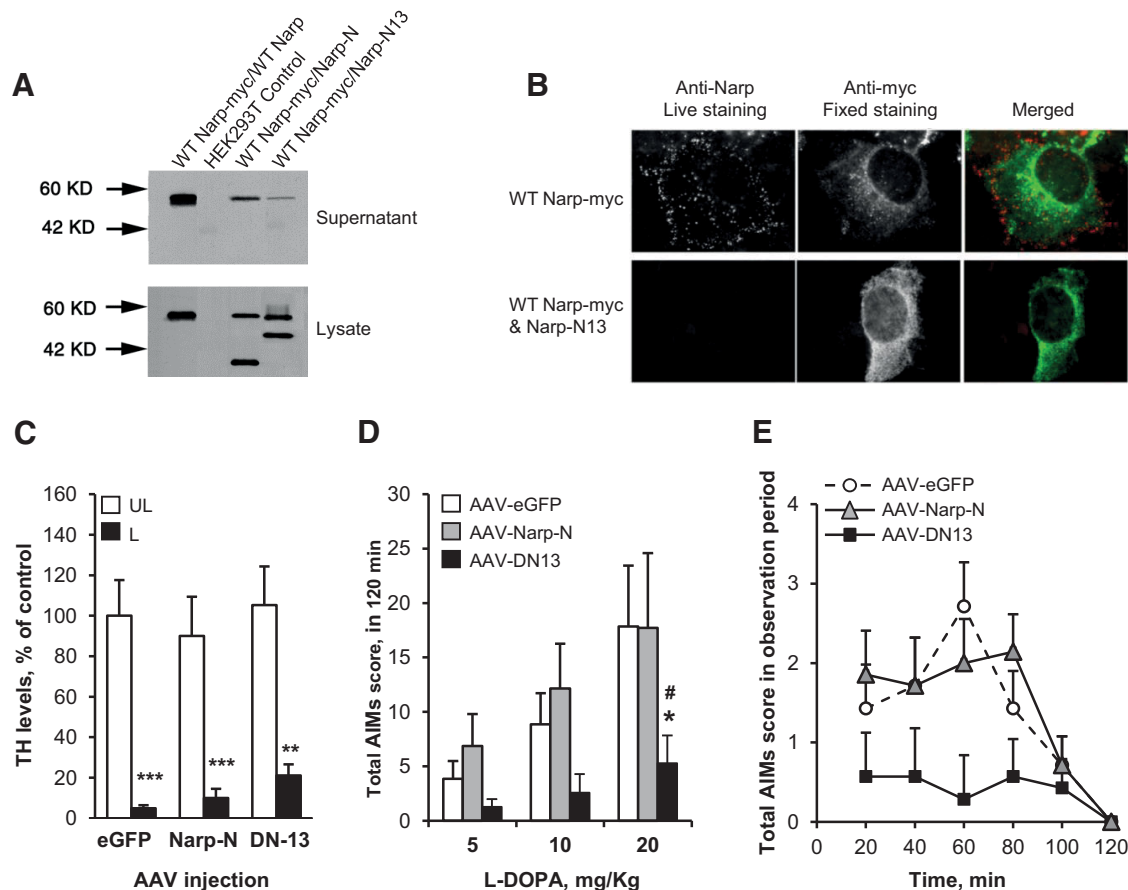 A
WT Narp-myc/WT Narp
HEK293T Control
WT Narp-myc/Narp-N
WT Narp-myc/Narp-N13
60 KD
42 KD
Supernatant
60 KD
42 KD
Lysate
B
Anti-Narp
Live staining
Anti-myc
Fixed staining
Merged
WT Narp-myc
WT Narp-myc
& Narp-N13
C
TH levels, % of control
160
140
120
100
80
60
40
20
0
UL
L
***
***
**
eGFP Narp-N DN-13
AAV injection
D
Total AIMs score, in 120 min
30
25
20
15
10
5
0
AAV-eGFP
AAV-Narp-N
AAV-DN13
#
*
5 10 20
L-DOPA, mg/Kg
E
Total AIMs score in observation period
AAV-eGFP
AAV-Narp-N
AAV-DN13
4
3
2
1
0
0 20 40 60 80 100 120
Time, min